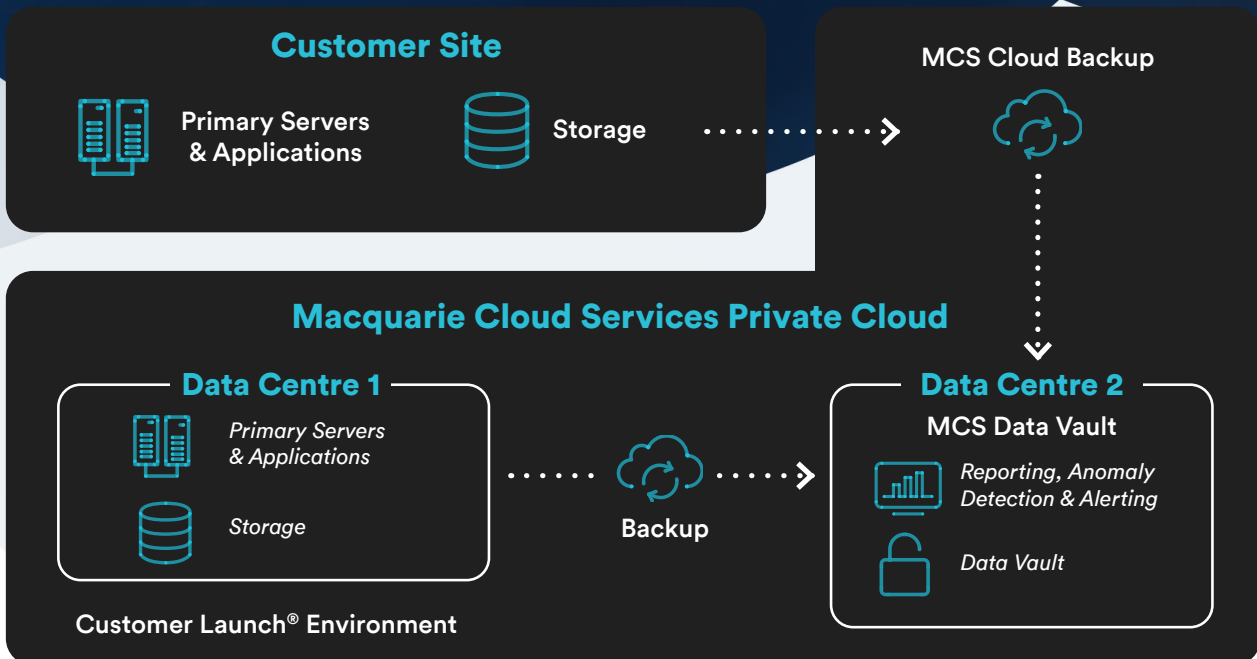 Customer Site
Primary Servers
& Applications
Storage
MCS Cloud Backup
Macquarie Cloud Services Private Cloud
Data Centre 1
Primary Servers
& Applications
Storage
Customer Launch® Environment
Backup
Data Centre 2
MCS Data Vault
Reporting, Anomaly
Detection & Alerting
Data Vault